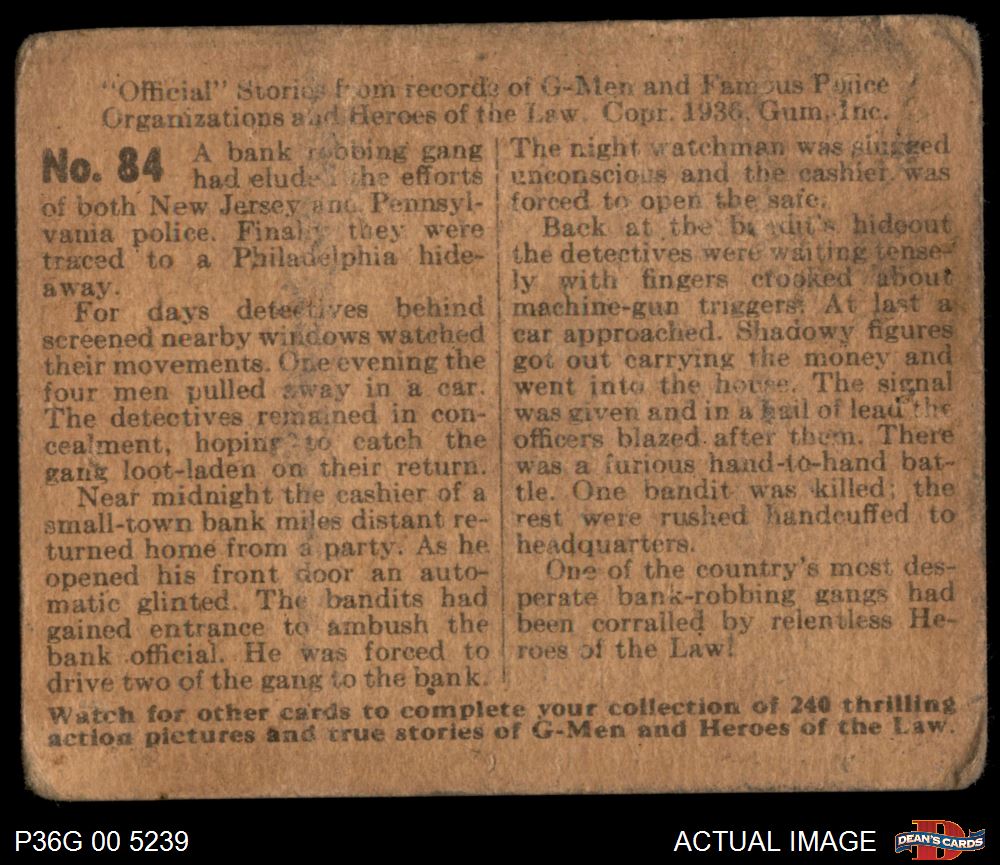 "Official" Stories from records of G-Men and Famous Police
Organizations and Heroes of the Law. Copr. 1936, Gum, Inc.
No. 84
A bank robbing gang
had eluded the efforts
of both New Jersey and Pennsyl-
vania police. Finally they were
traced to a Philadelphia hide-
away.
For days detectives behind
screened nearby windows watched
their movements. One evening the
four men pulled away in a car.
The detectives remained in con-
cealment, hoping to catch the
gang loot-laden on their return.
Near midnight the cashier of a
small-town bank miles distant re-
turned home from a party. As he
opened his front door an auto-
matic glinted. The bandits had
gained entrance to ambush the
bank official. He was forced to
drive two of the gang to the bank.
The night watchman was slugged
unconscious and the cashier was
forced to open the safe.
Back at the bandit's hideout
the detectives were waiting tense-
ly with fingers crooked about
machine-gun triggers. At last a
car approached. Shadowy figures
got out carrying the money and
went into the house. The signal
was given and in a hail of lead the
officers blazed after them. There
was a furious hand-to-hand bat-
tle. One bandit was killed; the
rest were rushed handcuffed to
headquarters.
One of the country's most des-
perate bank-robbing gangs had
been corralled by relentless He-
roes of the Law!
Watch for other cards to complete your collection of 240 thrilling
action pictures and true stories of G-Men and Heroes of the Law.
P36G 00 5239
ACTUAL IMAGE
DEAN'S CARDS